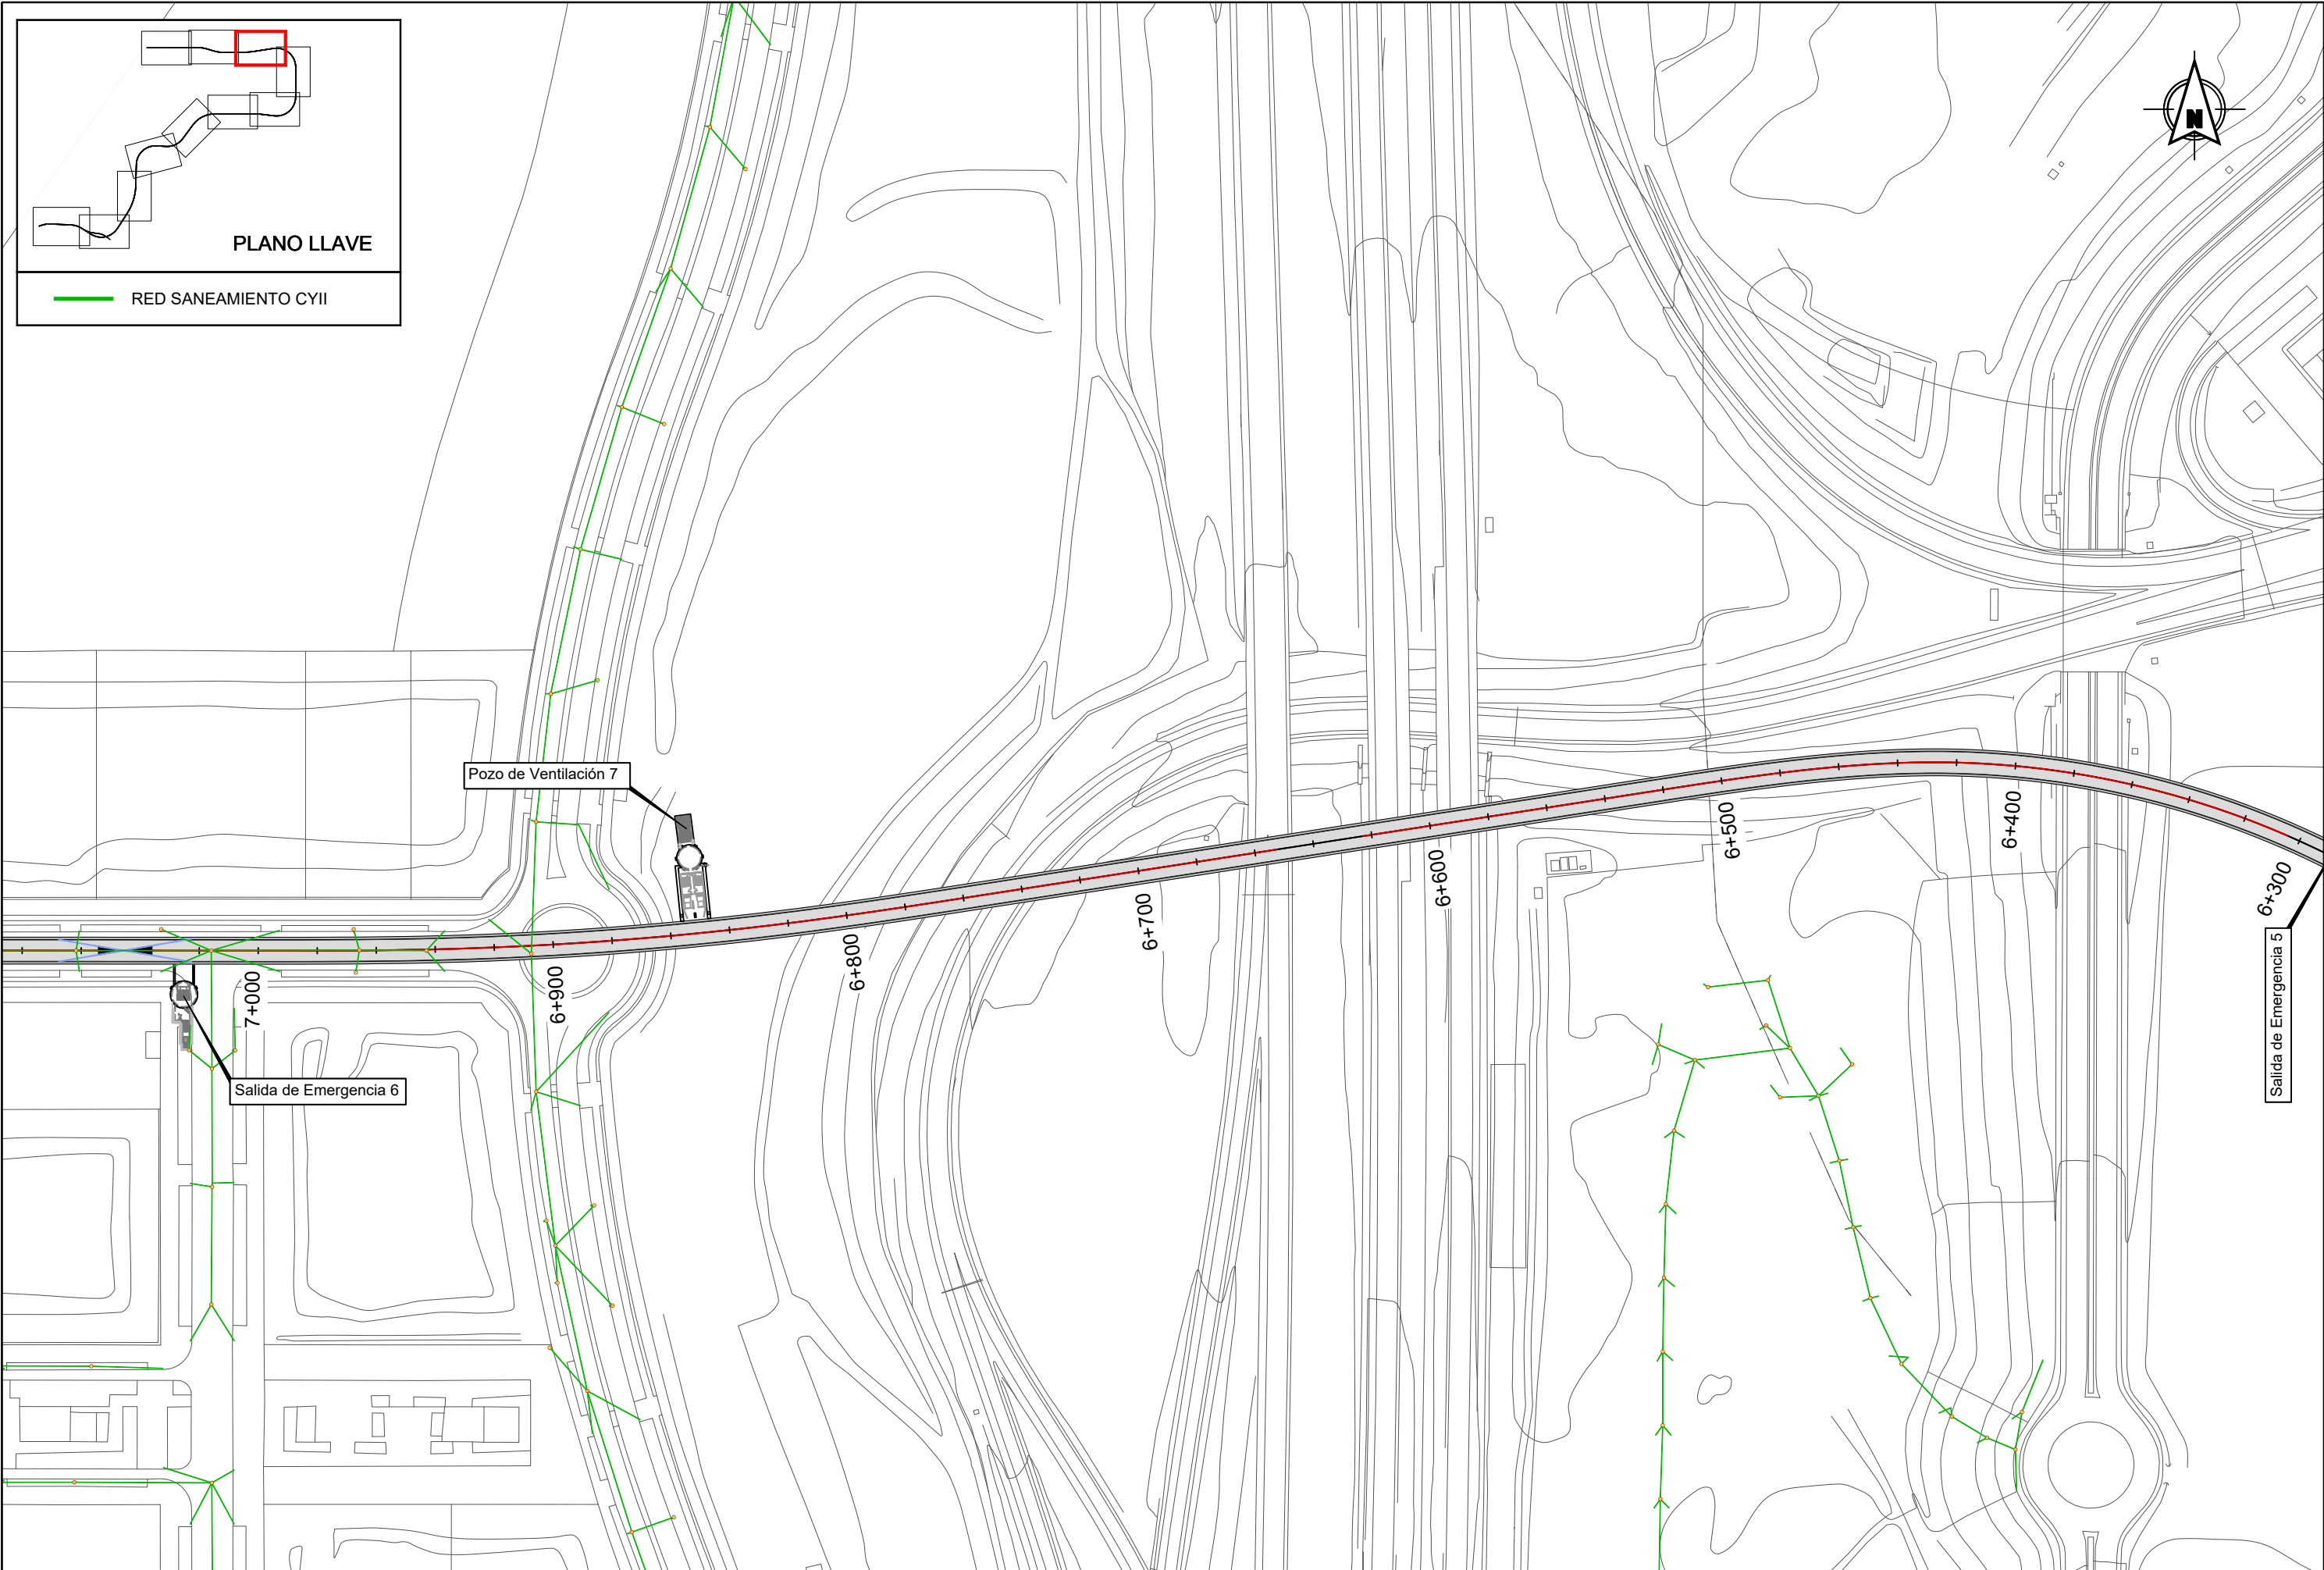 PLANO LLAVE
RED SANEAMIENTO CYII
N
Pozo de Ventilación 7
6+500
6+400
6+600
6+300
6+700
6+800
6+900
7+000
Salida de Emergencia 5
Salida de Emergencia 6